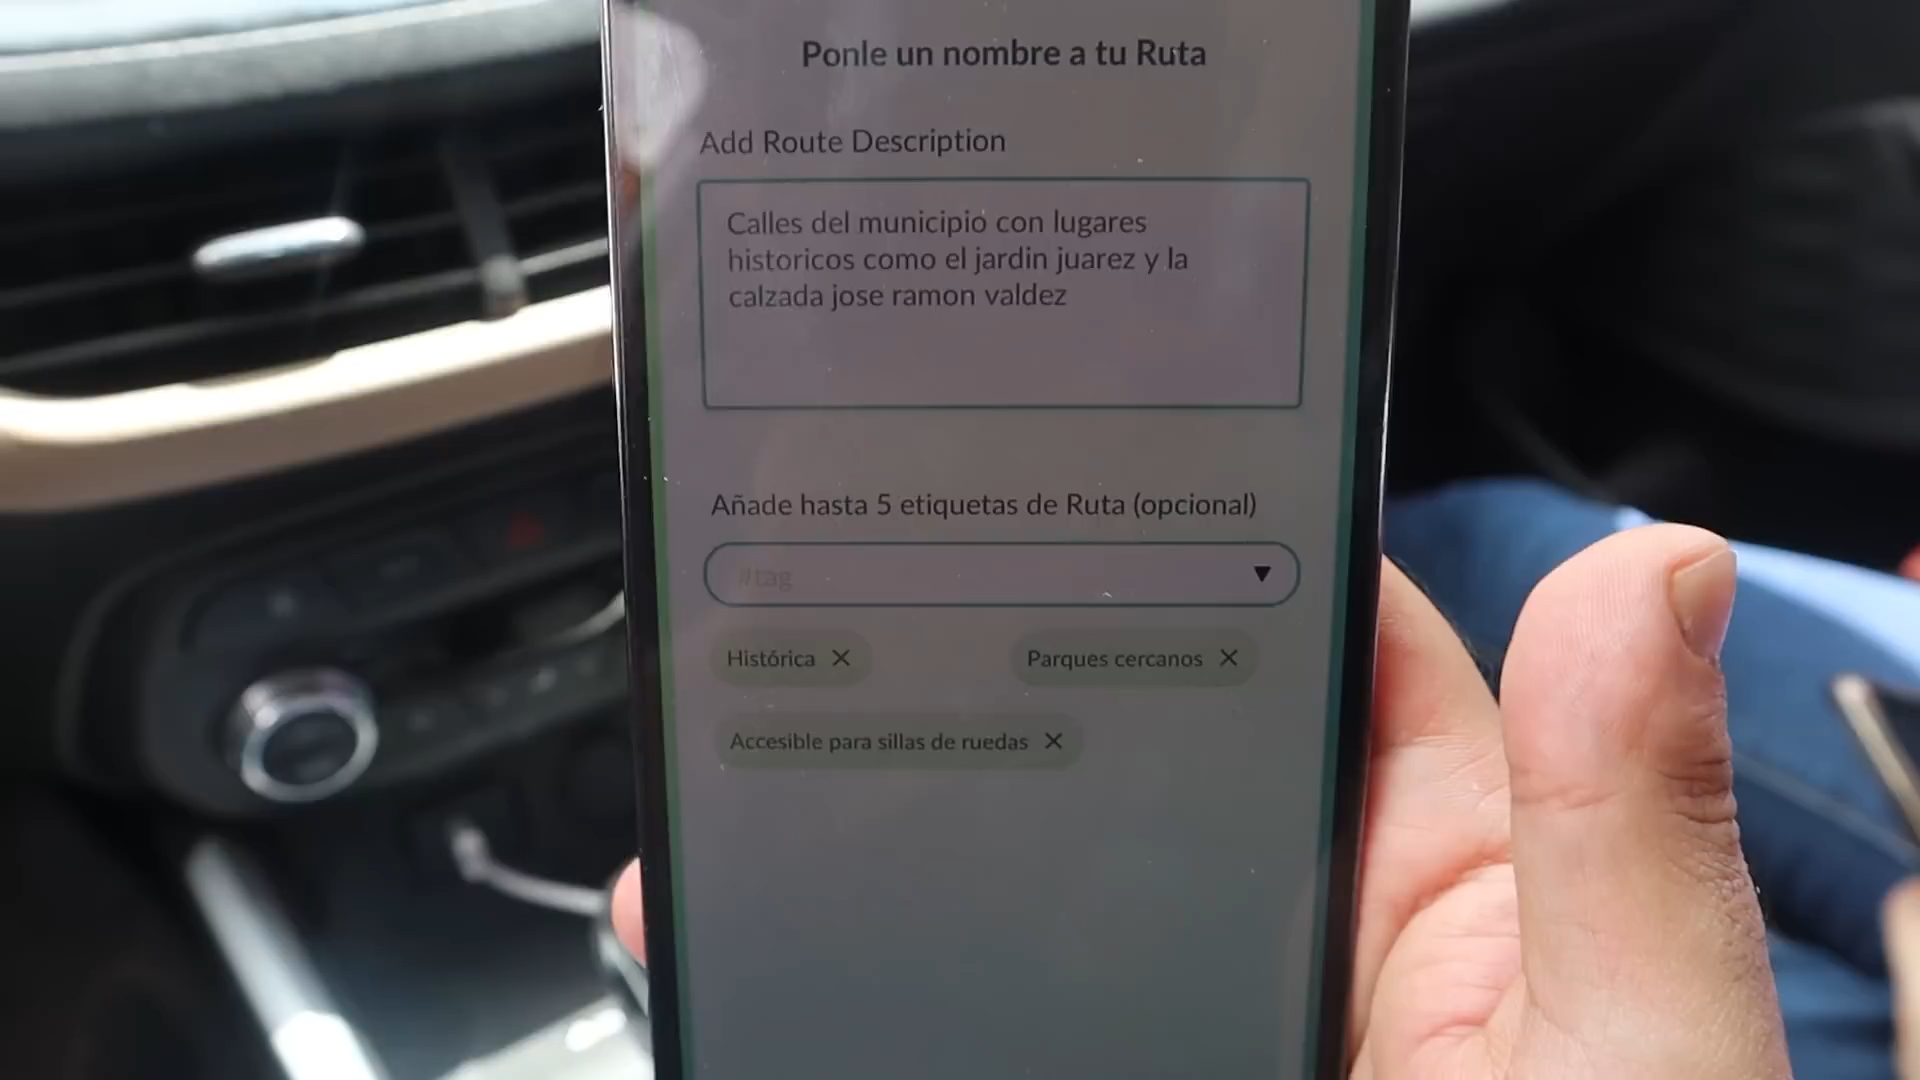 Ponle un nombre a tu Ruta
Add Route Description
Calles del municipio con lugares
historicos como el jardin juarez y la
calzada jose ramon valdez
Añade hasta 5 etiquetas de Ruta (opcional)
#tag
Histórica ✕ Parques cercanos ✕
Accesible para sillas de ruedas ✕